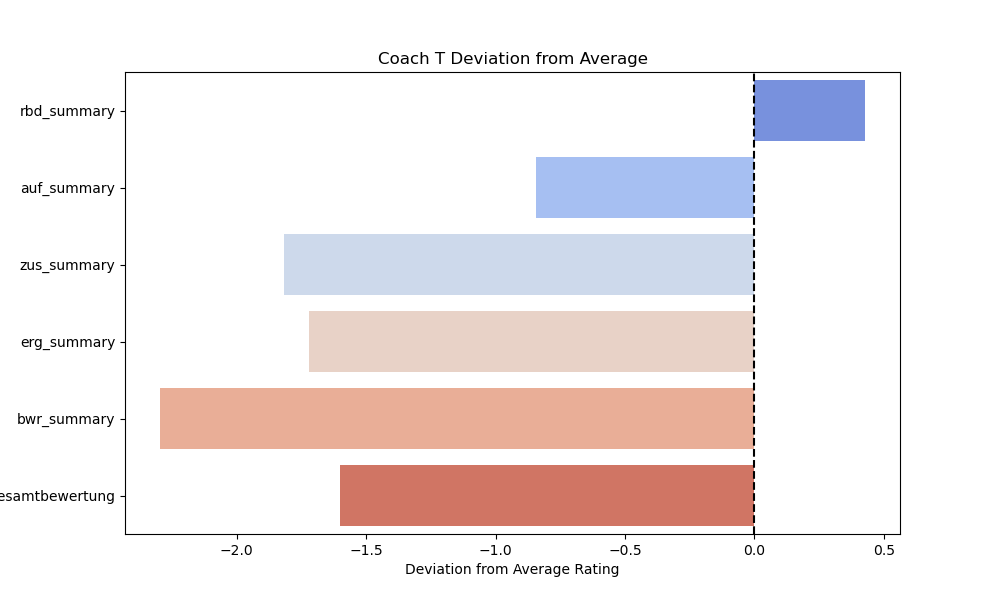 Coach T Deviation from Average
rbd_summary
auf_summary
zus_summary
erg_summary
bwr_summary
esamtbewertung
−2.0 −1.5 −1.0 −0.5 0.0 0.5
Deviation from Average Rating